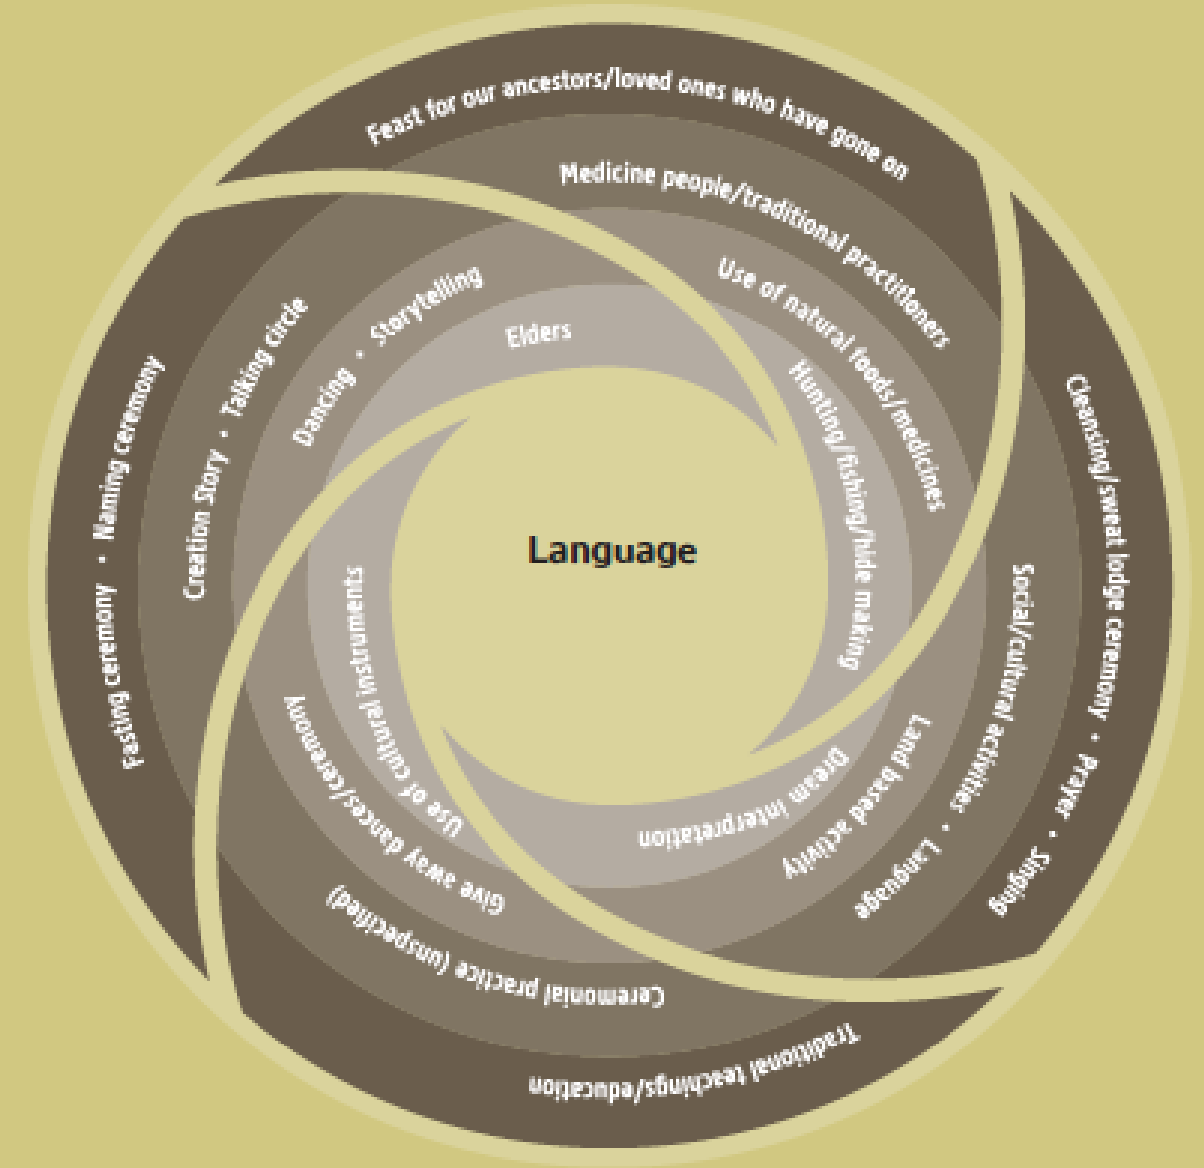 Feast for our ancestors/loved ones who have gone on
Medicine people/traditional practitioners
Use of natural foods/medicines
Hunting/fishing/hide making
Cleansing/sweat lodge ceremony • Prayer • Singing
Social/cultural activities • Language
Land based activity
Dream interpretation
Traditional teachings/education
Ceremonial practice (unspecified)
Give away dances/ceremony
Use of cultural instruments
Fasting ceremony • Naming ceremony
Creation Story • Talking circle
Dancing • Storytelling
Elders
Language